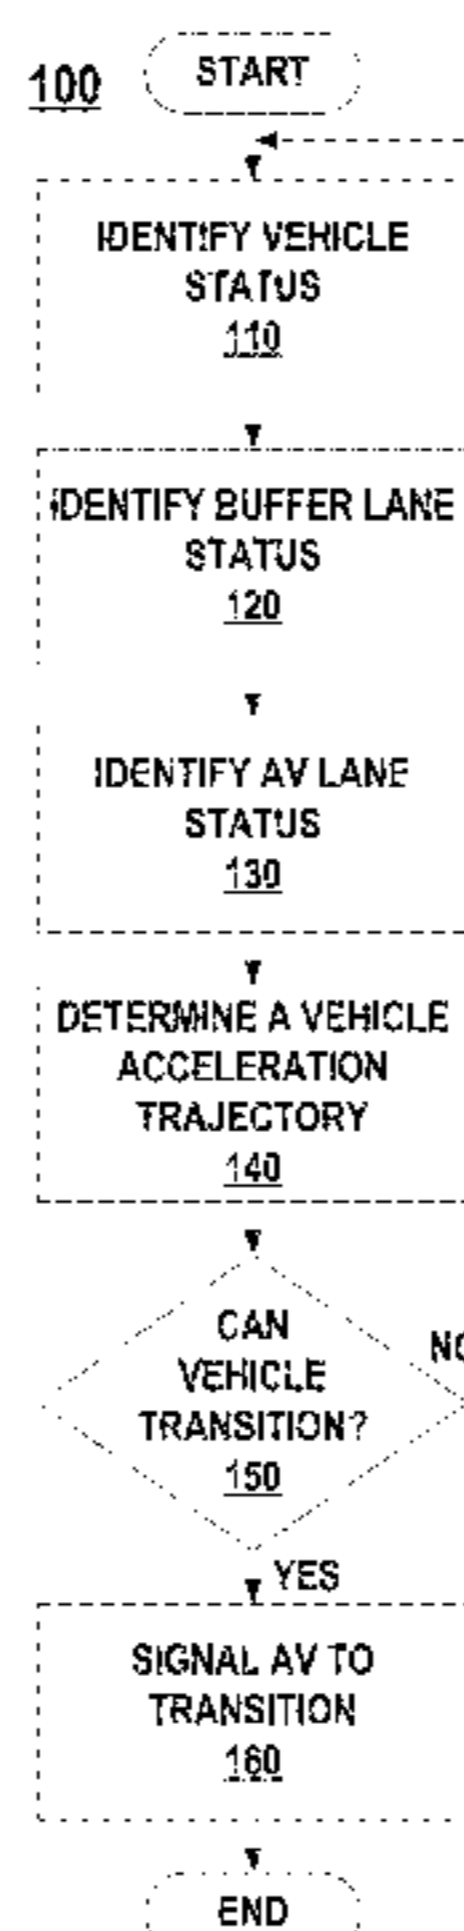 100
START
IDENTIFY VEHICLE
STATUS
110
IDENTIFY BUFFER LANE
STATUS
120
IDENTIFY AV LANE
STATUS
130
DETERMINE A VEHICLE
ACCELERATION
TRAJECTORY
140
CAN
VEHICLE
TRANSITION?
150
NO
YES
SIGNAL AV TO
TRANSITION
160
END